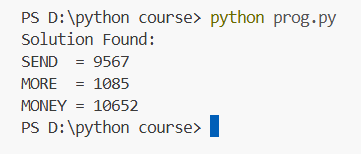 PS D:\python course> python prog.py
Solution Found:
SEND  = 9567
MORE  = 1085
MONEY = 10652
PS D:\python course>